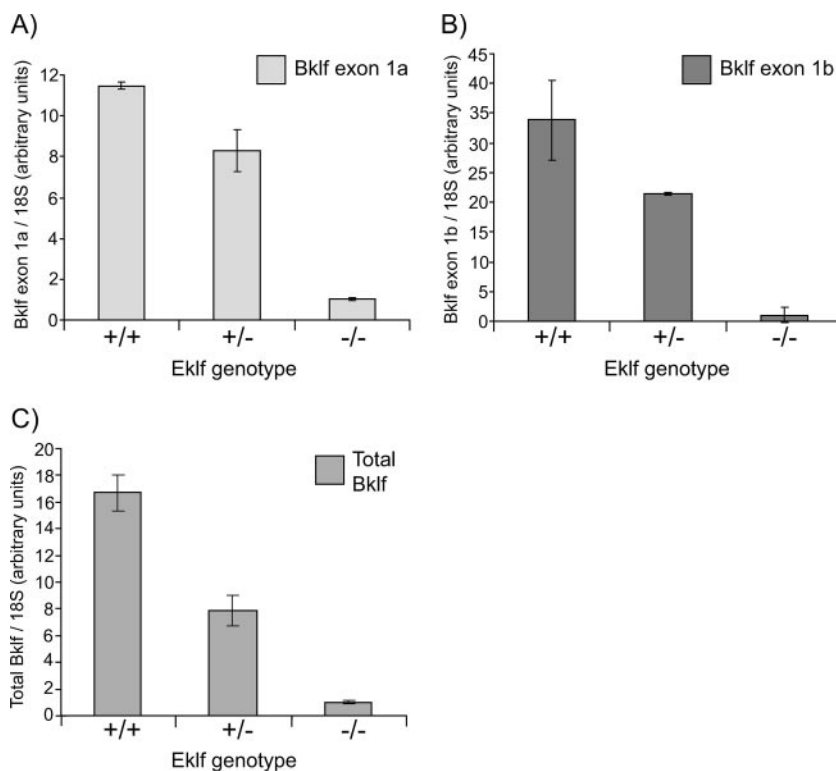 A)
Bklf exon 1a
Bklf exon 1a / 18S (arbitrary units)
12
10
8
6
4
2
0
+/+ +/- -/-
Eklf genotype
B)
Bklf exon 1b
Bklf exon 1b / 18S (arbitrary units)
45
40
35
30
25
20
15
10
5
0
+/+ +/- -/-
Eklf genotype
C)
Total
Bklf
Total Bklf / 18S (arbitrary units)
20
18
16
14
12
10
8
6
4
2
0
+/+ +/- -/-
Eklf genotype